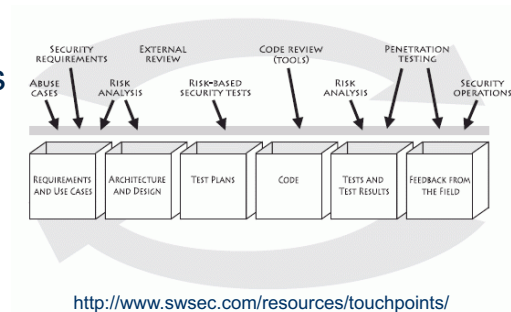 SECURITY
REQUIREMENTS
EXTERNAL
REVIEW
CODE REVIEW
(TOOLS)
PENETRATION
TESTING
ABUSE
CASES
RISK
ANALYSIS
RISK-BASED
SECURITY TESTS
RISK
ANALYSIS
SECURITY
OPERATIONS
REQUIREMENTS
AND USE CASES
ARCHITECTURE
AND DESIGN
TEST PLANS
CODE
TESTS AND
TEST RESULTS
FEEDBACK FROM
THE FIELD
http://www.swsec.com/resources/touchpoints/